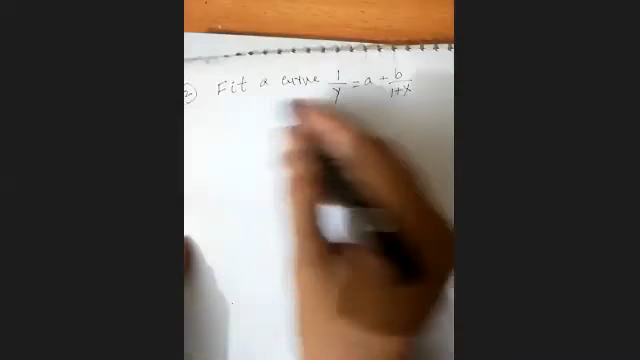 Fit a curve 1/y = a + b/1+x